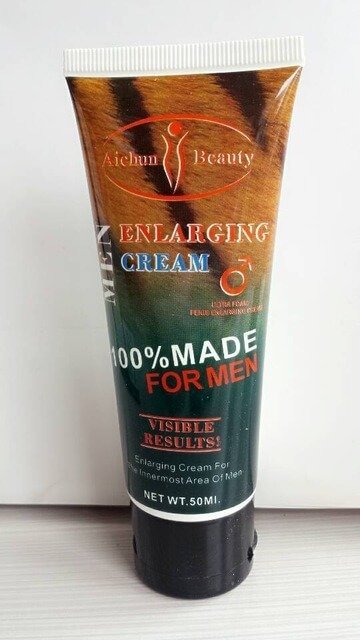 Aichun Beauty
MEN
ENLARGING
CREAM
100%MADE
FOR MEN
VISIBLE
RESULTS!
Enlarging Cream For
The Innermost Area Of Men
NET WT.50Ml.